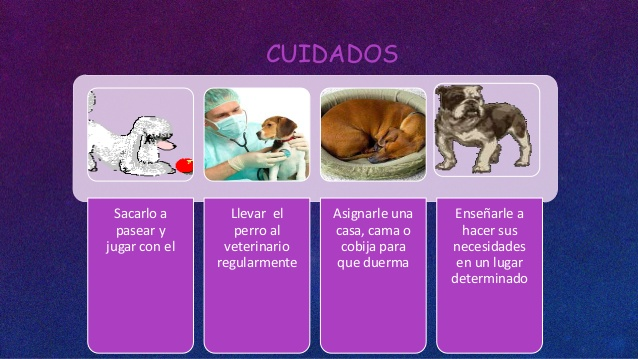 CUIDADOS
Sacarlo a
pasear y
jugar con el
Llevar el
perro al
veterinario
regularmente
Asignarle una
casa, cama o
cobija para
que duerma
Enseñarle a
hacer sus
necesidades
en un lugar
determinado